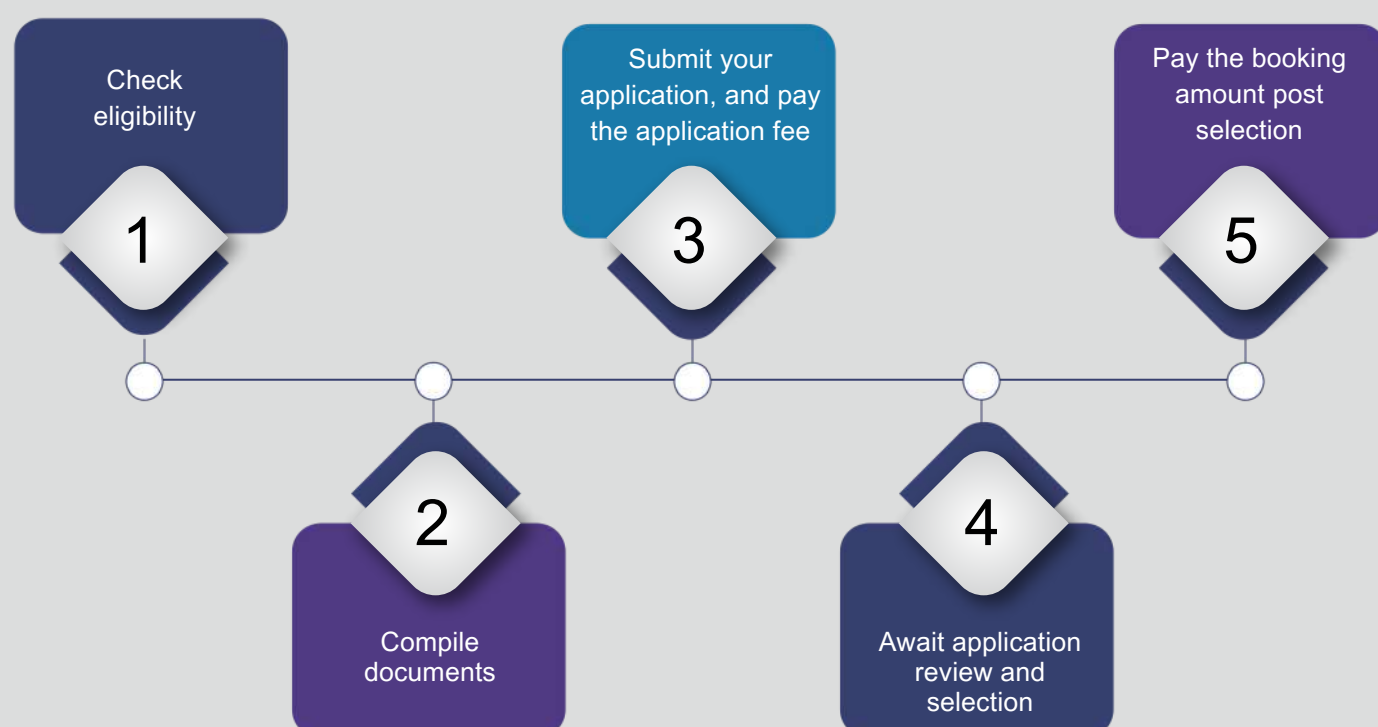 Check
eligibility
1
2
Compile
documents
Submit your
application, and pay
the application fee
3
4
Await application
review and
selection
Pay the booking
amount post
selection
5